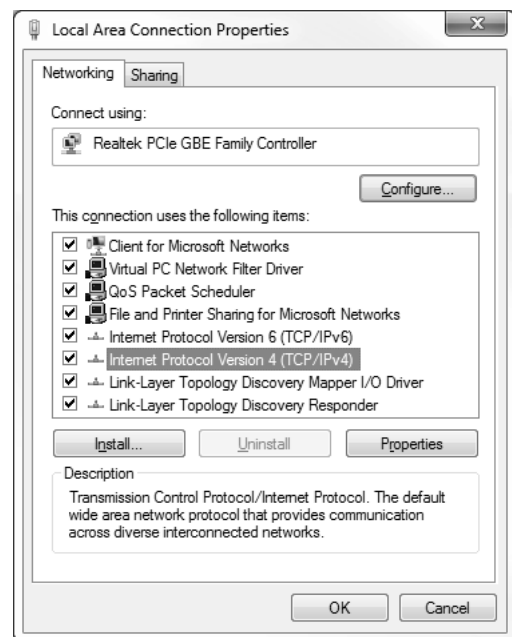 Local Area Connection Properties
Networking
Sharing
Connect using:
Realtek PCIe GBE Family Controller
Configure...
This connection uses the following items:
Client for Microsoft Networks
Virtual PC Network Filter Driver
QoS Packet Scheduler
File and Printer Sharing for Microsoft Networks
Internet Protocol Version 6 (TCP/IPv6)
Internet Protocol Version 4 (TCP/IPv4)
Link-Layer Topology Discovery Mapper I/O Driver
Link-Layer Topology Discovery Responder
Install...
Uninstall
Properties
Description
Transmission Control Protocol/Internet Protocol. The default
wide area network protocol that provides communication
across diverse interconnected networks.
OK
Cancel